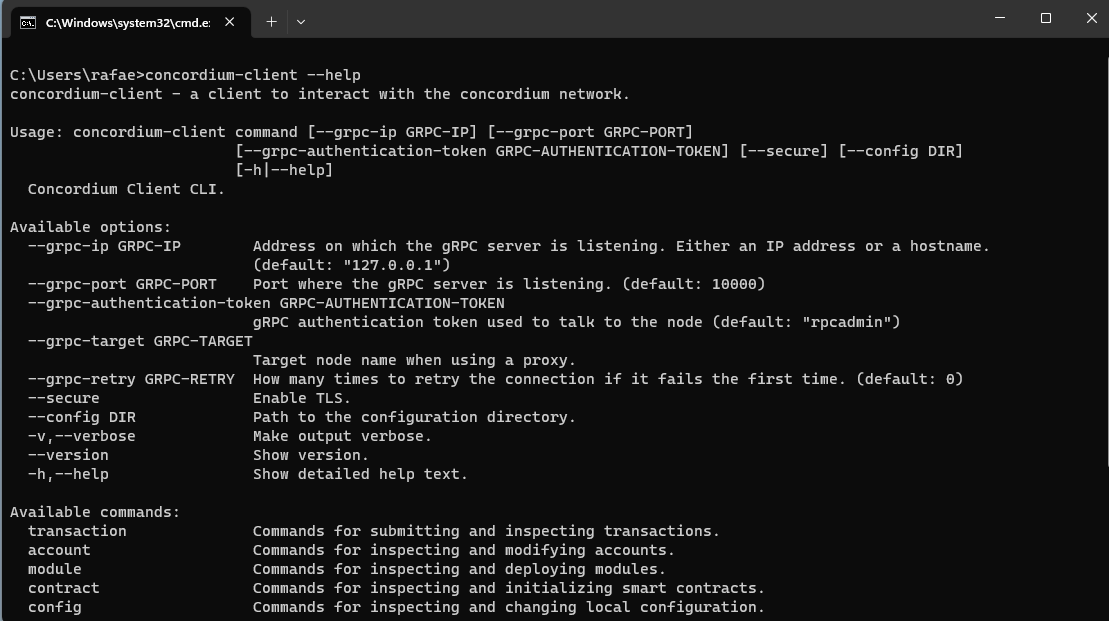 C:\Windows\system32\cmd.e
C:\Users\rafae>concordium-client --help
concordium-client - a client to interact with the concordium network.
Usage: concordium-client command [--grpc-ip GRPC-IP] [--grpc-port GRPC-PORT]
[--grpc-authentication-token GRPC-AUTHENTICATION-TOKEN] [--secure] [--config DIR]
[-h|--help]
Concordium Client CLI.
Available options:
--grpc-ip GRPC-IP Address on which the gRPC server is listening. Either an IP address or a hostname.
(default: "127.0.0.1")
--grpc-port GRPC-PORT Port where the gRPC server is listening. (default: 10000)
--grpc-authentication-token GRPC-AUTHENTICATION-TOKEN
gRPC authentication token used to talk to the node (default: "rpcadmin")
--grpc-target GRPC-TARGET
Target node name when using a proxy.
--grpc-retry GRPC-RETRY How many times to retry the connection if it fails the first time. (default: 0)
--secure Enable TLS.
--config DIR Path to the configuration directory.
-v,--verbose Make output verbose.
--version Show version.
-h,--help Show detailed help text.
Available commands:
transaction Commands for submitting and inspecting transactions.
account Commands for inspecting and modifying accounts.
module Commands for inspecting and deploying modules.
contract Commands for inspecting and initializing smart contracts.
config Commands for inspecting and changing local configuration.